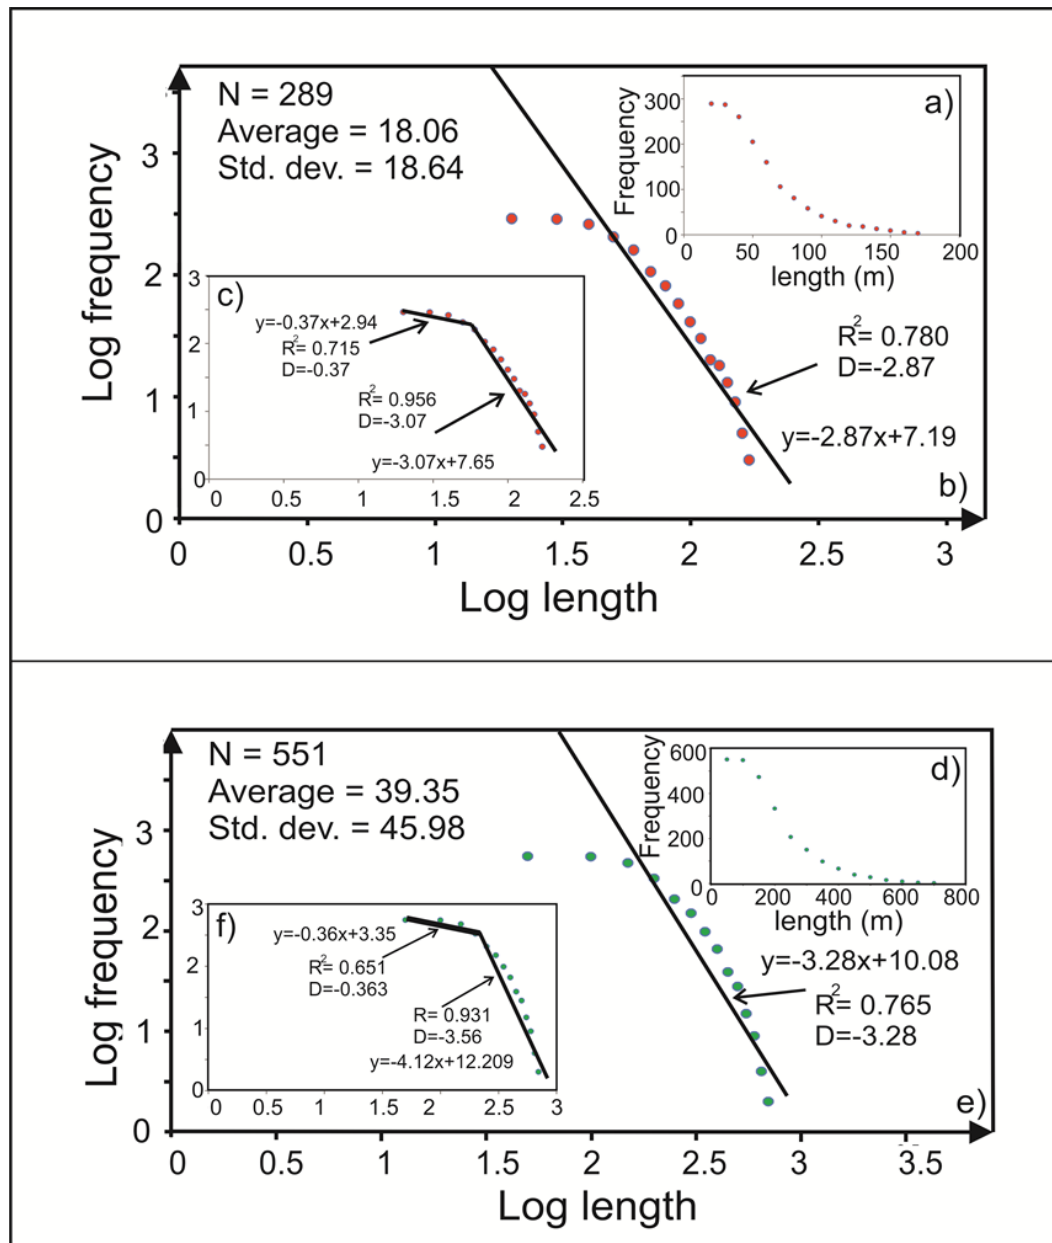 N = 289
Average = 18.06
Std. dev. = 18.64
Log frequency
3
2
1
0
0 0.5 1 1.5 2 2.5 3
Log length
a)
Frequency
300
100
0
0 50 100 150 200
length (m)
R² = 0.780
D=-2.87
y=-2.87x+7.19
b)
c)
3
2
1
0
y=-0.37x+2.94
R²= 0.715
D=-0.37
R²= 0.956
D=-3.07
y=-3.07x+7.65
0 0.5 1 1.5 2 2.5
N = 551
Average = 39.35
Std. dev. = 45.98
Log frequency
3
2
1
0
0 0.5 1 1.5 2 2.5 3 3.5
Log length
d)
Frequency
600
400
200
0
0 200 400 600 800
length (m)
y=-3.28x+10.08
R²= 0.765
D=-3.28
e)
f)
3
2
1
0
y=-0.36x+3.35
R²= 0.651
D=-0.363
R= 0.931
D=-3.56
y=-4.12x+12.209
0 0.5 1 1.5 2 2.5 3